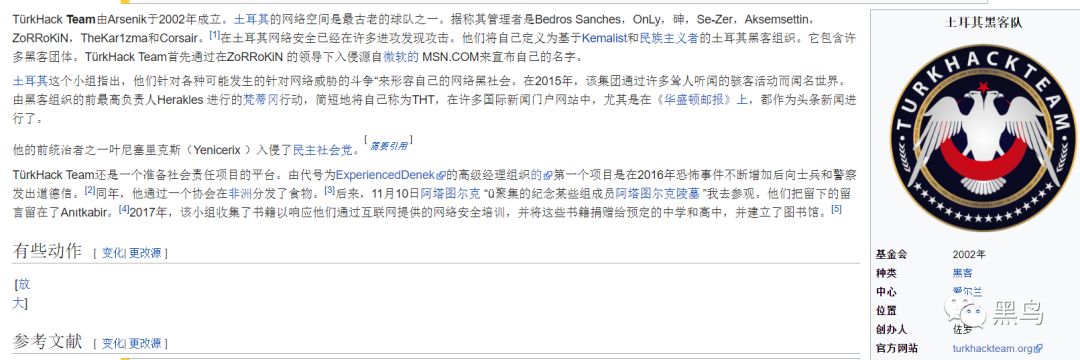 TürkHack Team由Arsenik于2002年成立。土耳其的网络空间是最古老的球队之一。据称其管理者是Bedros Sanches，OnLy，砷，Se-Zer，Aksemsettin，
ZoRRoKiN，TheKar1zma和Corsair。[1]在土耳其网络安全已经在许多进攻发现攻击。他们将自己定义为基于Kemalist和民族主义者的土耳其黑客组织。它包含许
多黑客团体。TürkHack Team首先通过在ZoRRoKiN 的领导下入侵源自微软的 MSN.COM来宣布自己的名字。
土耳其这个小组指出，他们针对各种可能发生的针对网络威胁的斗争“来形容自己的网络黑社会。在2015年，该集团通过许多耸人听闻的骇客活动而闻名世界。
由黑客组织的前最高负责人Herakles 进行的梵蒂冈行动，简短地将自己称为THT，在许多国际新闻门户网站中，尤其是在《华盛顿邮报》上，都作为头条新闻进
行了。
他的前统治者之一叶尼塞里克斯（Yenicerix ）入侵了民主社会党。[需要引用]
TürkHack Team还是一个准备社会责任项目的平台。由代号为ExperiencedDenek的高级经理组织的第一个项目是在2016年恐怖事件不断增加后向士兵和警察
发出道德信。[2]同年，他通过一个协会在非洲分发了食物。[3]后来，11月10日阿塔图尔克 “ü聚集的纪念某些组成员阿塔图尔克陵墓 ”我去参观。他们把留下的留
言留在了Anıtkabir。[4]2017年，该小组收集了书籍以响应他们通过互联网提供的网络安全培训，并将这些书籍捐赠给预定的中学和高中，并建立了图书馆。[5]
有些动作 [ 变化| 更改源 ]
[放
大]
参考文献 [ 变化| 更改源 ]
土耳其黑客队
TURKHACKTEAM
基金会 2002年
种类 黑客
中心 爱尔兰
位置
创办人 佐罗
官方网站 turkhackteam.org
黑鸟